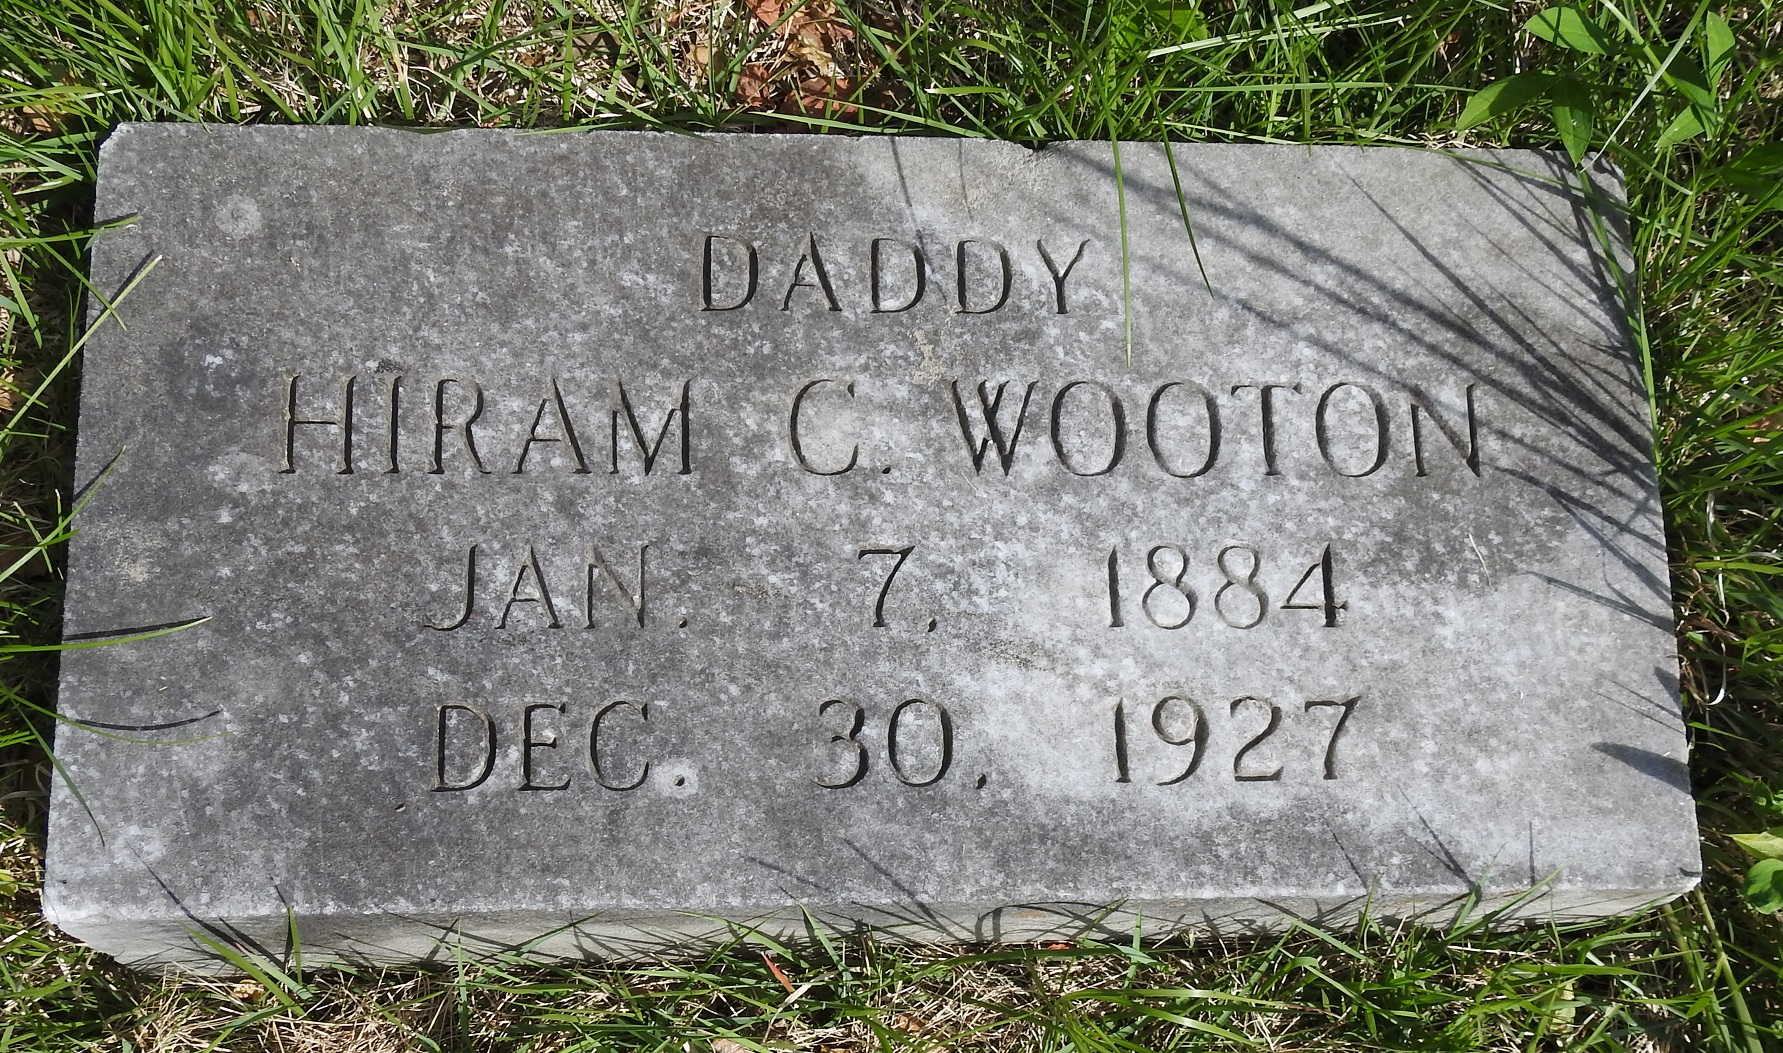 DADDY
HIRAM C. WOOTON
JAN. 7, 1884
DEC. 30, 1927